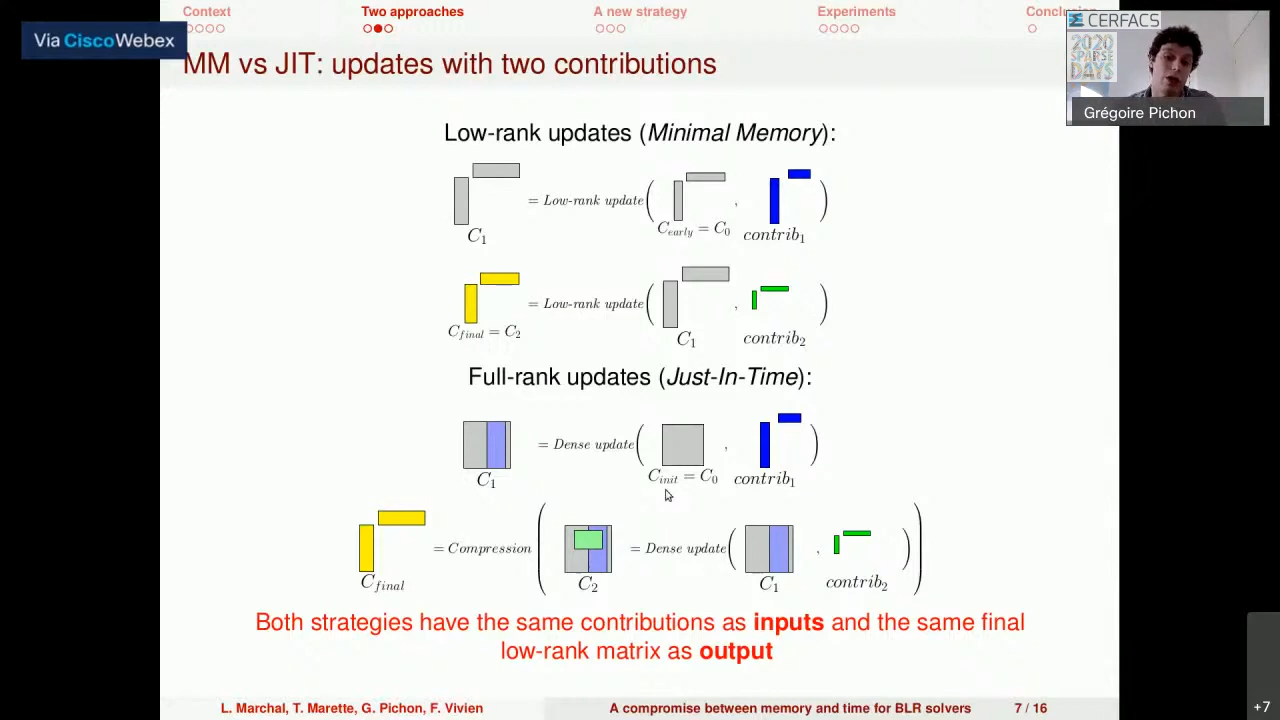 Context Two approaches A new strategy Experiments Conclusion
Via CiscoWebex
CERFACS
2020
SPARSE
DAYS
Grégoire Pichon
MM vs JIT: updates with two contributions
Low-rank updates (Minimal Memory):
C1 = Low-rank update( Cearly = C0 , contrib1 )
Cfinal = C2 = Low-rank update( C1 , contrib2 )
Full-rank updates (Just-In-Time):
C1 = Dense update( Cinit = C0 , contrib1 )
Cfinal = Compression( C2 = Dense update( C1 , contrib2 ) )
Both strategies have the same contributions as inputs and the same final
low-rank matrix as output
L. Marchal, T. Marette, G. Pichon, F. Vivien A compromise between memory and time for BLR solvers 7 / 16
+7